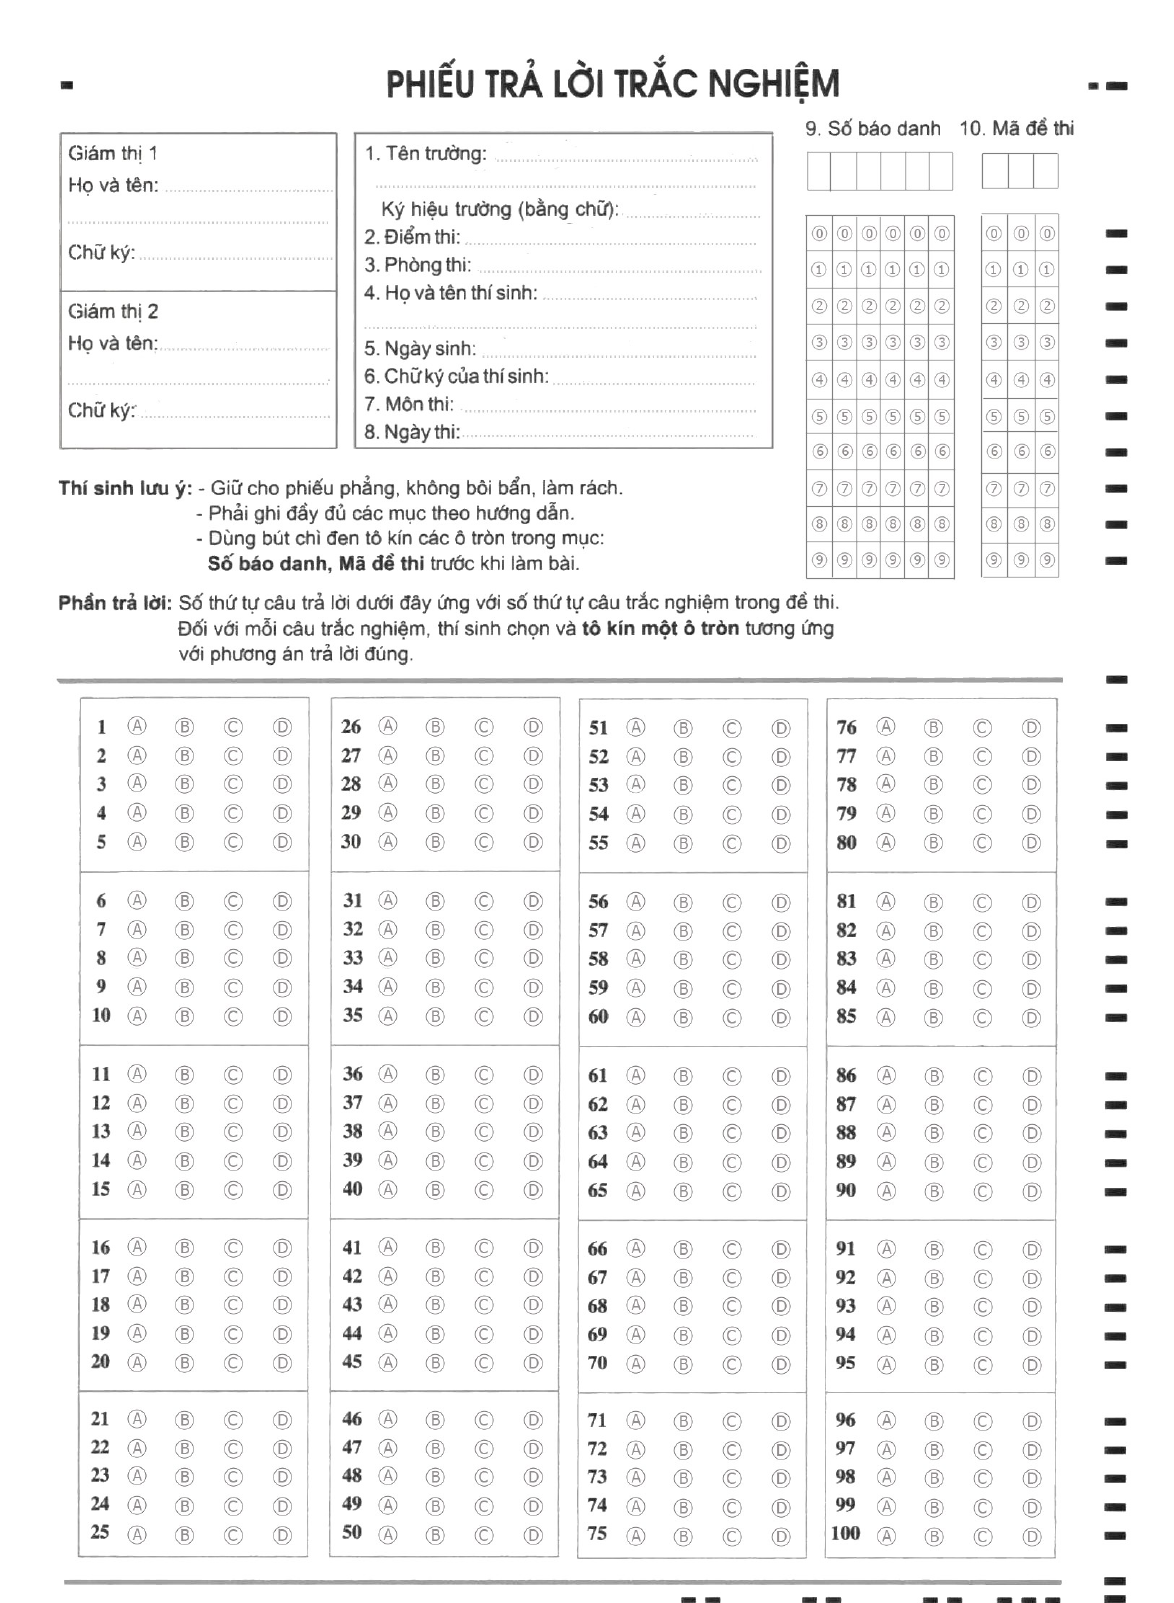 PHIẾU TRẢ LỜI TRẮC NGHIỆM
9. Số báo danh 10. Mã đề thi
Giám thị 1
Họ và tên:
Chữ ký:
Giám thị 2
Họ và tên:
Chữ ký:
1. Tên trường:
Ký hiệu trường (bằng chữ):
2. Điểm thi:
3. Phòng thi:
4. Họ và tên thí sinh:
5. Ngày sinh:
6. Chữ ký của thí sinh:
7. Môn thi:
8. Ngày thi:
0 0 0 0 0 0 0 0 0
1 1 1 1 1 1 1 1 1
2 2 2 2 2 2 2 2 2
3 3 3 3 3 3 3 3 3
4 4 4 4 4 4 4 4 4
5 5 5 5 5 5 5 5 5
6 6 6 6 6 6 6 6 6
7 7 7 7 7 7 7 7 7
8 8 8 8 8 8 8 8 8
9 9 9 9 9 9 9 9 9
Thí sinh lưu ý: - Giữ cho phiếu phẳng, không bôi bẩn, làm rách.
- Phải ghi đầy đủ các mục theo hướng dẫn.
- Dùng bút chì đen tô kín các ô tròn trong mục:
Số báo danh, Mã đề thi trước khi làm bài.
Phần trả lời: Số thứ tự câu trả lời dưới đây ứng với số thứ tự câu trắc nghiệm trong đề thi.
Đối với mỗi câu trắc nghiệm, thí sinh chọn và tô kín một ô tròn tương ứng
với phương án trả lời đúng.
1 A B C D 26 A B C D 51 A B C D 76 A B C D
2 A B C D 27 A B C D 52 A B C D 77 A B C D
3 A B C D 28 A B C D 53 A B C D 78 A B C D
4 A B C D 29 A B C D 54 A B C D 79 A B C D
5 A B C D 30 A B C D 55 A B C D 80 A B C D
6 A B C D 31 A B C D 56 A B C D 81 A B C D
7 A B C D 32 A B C D 57 A B C D 82 A B C D
8 A B C D 33 A B C D 58 A B C D 83 A B C D
9 A B C D 34 A B C D 59 A B C D 84 A B C D
10 A B C D 35 A B C D 60 A B C D 85 A B C D
11 A B C D 36 A B C D 61 A B C D 86 A B C D
12 A B C D 37 A B C D 62 A B C D 87 A B C D
13 A B C D 38 A B C D 63 A B C D 88 A B C D
14 A B C D 39 A B C D 64 A B C D 89 A B C D
15 A B C D 40 A B C D 65 A B C D 90 A B C D
16 A B C D 41 A B C D 66 A B C D 91 A B C D
17 A B C D 42 A B C D 67 A B C D 92 A B C D
18 A B C D 43 A B C D 68 A B C D 93 A B C D
19 A B C D 44 A B C D 69 A B C D 94 A B C D
20 A B C D 45 A B C D 70 A B C D 95 A B C D
21 A B C D 46 A B C D 71 A B C D 96 A B C D
22 A B C D 47 A B C D 72 A B C D 97 A B C D
23 A B C D 48 A B C D 73 A B C D 98 A B C D
24 A B C D 49 A B C D 74 A B C D 99 A B C D
25 A B C D 50 A B C D 75 A B C D 100 A B C D